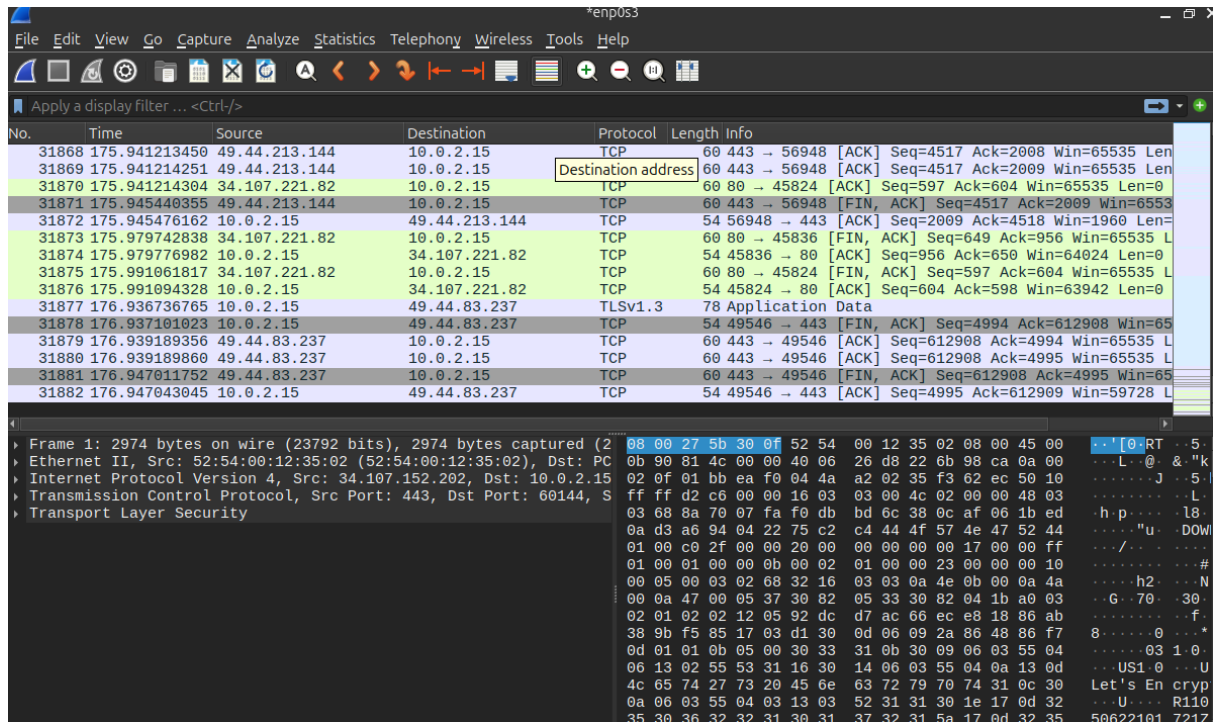 *enp0s3
File Edit View Go Capture Analyze Statistics Telephony Wireless Tools Help
Apply a display filter … <Ctrl-/>
No. Time Source Destination Protocol Length Info
31868 175.941213450 49.44.213.144 10.0.2.15 TCP 60 443 → 56948 [ACK] Seq=4517 Ack=2008 Win=65535 Len
31869 175.941214251 49.44.213.144 10.0.2.15 Destination address 60 443 → 56948 [ACK] Seq=4517 Ack=2009 Win=65535 Len
31870 175.941214304 34.107.221.82 10.0.2.15 TCP 60 80 → 45824 [ACK] Seq=597 Ack=604 Win=65535 Len=0
31871 175.945440355 49.44.213.144 10.0.2.15 TCP 60 443 → 56948 [FIN, ACK] Seq=4517 Ack=2009 Win=6553
31872 175.945476162 10.0.2.15 49.44.213.144 TCP 54 56948 → 443 [ACK] Seq=2009 Ack=4518 Win=1960 Len=
31873 175.979742838 34.107.221.82 10.0.2.15 TCP 60 80 → 45836 [FIN, ACK] Seq=649 Ack=956 Win=65535 L
31874 175.979776982 10.0.2.15 34.107.221.82 TCP 54 45836 → 80 [ACK] Seq=956 Ack=650 Win=64024 Len=0
31875 175.991061817 34.107.221.82 10.0.2.15 TCP 60 80 → 45824 [FIN, ACK] Seq=597 Ack=604 Win=65535 L
31876 175.991094328 10.0.2.15 34.107.221.82 TCP 54 45824 → 80 [ACK] Seq=604 Ack=598 Win=63942 Len=0
31877 176.936736765 10.0.2.15 49.44.83.237 TLSv1.3 78 Application Data
31878 176.937101023 10.0.2.15 49.44.83.237 TCP 54 49546 → 443 [FIN, ACK] Seq=4994 Ack=612908 Win=65
31879 176.939189356 49.44.83.237 10.0.2.15 TCP 60 443 → 49546 [ACK] Seq=612908 Ack=4994 Win=65535 L
31880 176.939189860 49.44.83.237 10.0.2.15 TCP 60 443 → 49546 [ACK] Seq=612908 Ack=4995 Win=65535 L
31881 176.947011752 49.44.83.237 10.0.2.15 TCP 60 443 → 49546 [FIN, ACK] Seq=612908 Ack=4995 Win=65
31882 176.947043045 10.0.2.15 49.44.83.237 TCP 54 49546 → 443 [ACK] Seq=4995 Ack=612909 Win=59728 L
Frame 1: 2974 bytes on wire (23792 bits), 2974 bytes captured (2
Ethernet II, Src: 52:54:00:12:35:02 (52:54:00:12:35:02), Dst: PC
Internet Protocol Version 4, Src: 34.107.152.202, Dst: 10.0.2.15
Transmission Control Protocol, Src Port: 443, Dst Port: 60144, S
Transport Layer Security
08 00 27 5b 30 0f 52 54 00 12 35 02 08 00 45 00 ··'[0·RT ··5·
0b 90 81 4c 00 00 40 06 26 d8 22 6b 98 ca 0a 00 ···L··@· &·"k
02 0f 01 bb ea f0 04 4a a2 02 35 f3 62 ec 50 10 ·······J ··5·
ff ff d2 c6 00 00 16 03 03 00 4c 02 00 00 48 03 ········ ··L·
03 68 8a 70 07 fa f0 db bd 6c 38 0c af 06 1b ed ·h·p···· ·l8·
0a d3 a6 94 04 22 75 c2 c4 44 4f 57 4e 47 52 44 ·····"u· ·DOW
01 00 c0 2f 00 00 20 00 00 00 00 00 17 00 00 ff ···/·· · ····
01 00 01 00 00 0b 00 02 01 00 00 23 00 00 00 10 ········ ···#
00 05 00 03 02 68 32 16 03 03 0a 4e 0b 00 0a 4a ·····h2· ···N
00 0a 47 00 05 37 30 82 05 33 30 82 04 1b a0 03 ··G··70· ·30·
02 01 02 02 12 05 92 dc d7 ac 66 ec e8 18 86 ab ········ ··f·
38 9b f5 85 17 03 d1 30 0d 06 09 2a 86 48 86 f7 8······0 ···*
0d 01 01 0b 05 00 30 33 31 0b 30 09 06 03 55 04 ······03 1·0·
06 13 02 55 53 31 16 30 14 06 03 55 04 0a 13 0d ···US1·0 ···U
4c 65 74 27 73 20 45 6e 63 72 79 70 74 31 0c 30 Let's En cryp
0a 06 03 55 04 03 13 03 52 31 31 30 1e 17 0d 32 ···U···· R110
35 30 36 32 32 31 30 31 37 32 31 5a 17 0d 32 35 50622101 7217